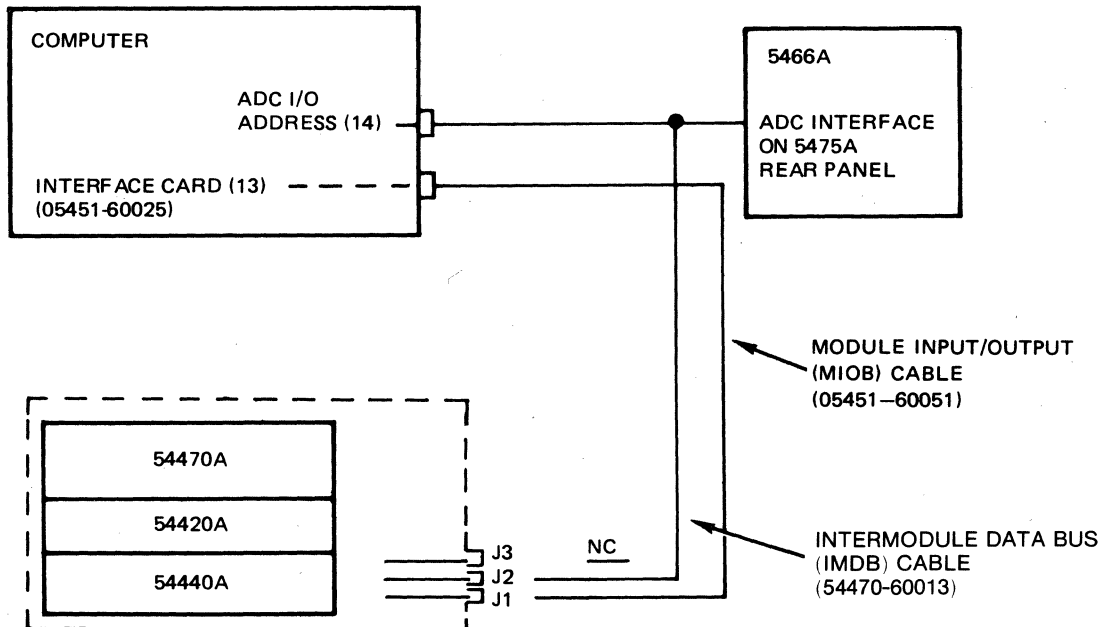 COMPUTER
ADC I/O
ADDRESS (14)
INTERFACE CARD (13)
(05451-60025)
5466A
ADC INTERFACE
ON 5475A
REAR PANEL
MODULE INPUT/OUTPUT
(MIOB) CABLE
(05451—60051)
54470A
54420A
54440A
J3
J2
J1
NC
INTERMODULE DATA BUS
(IMDB) CABLE
(54470-60013)